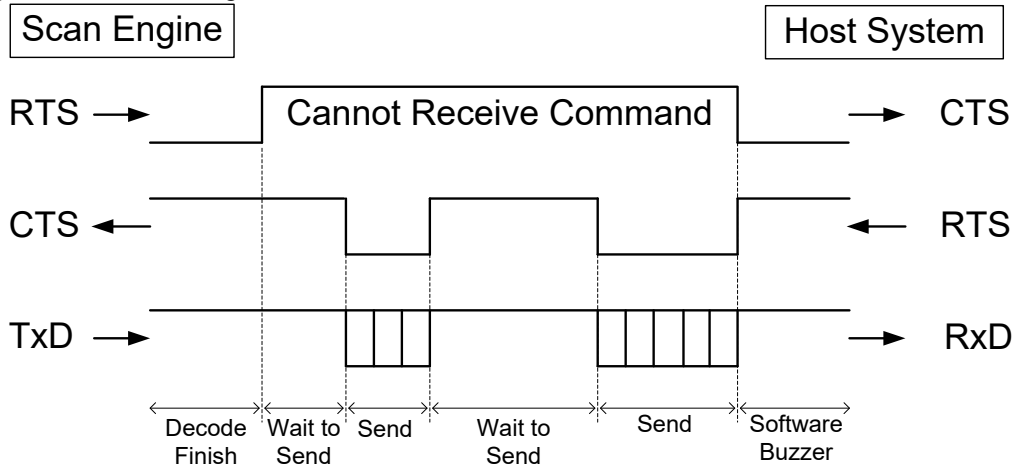 Scan Engine
Host System
RTS
Cannot Receive Command
CTS
CTS
RTS
TxD
RxD
Decode
Finish
Wait to
Send
Send
Wait to
Send
Send
Software
Buzzer